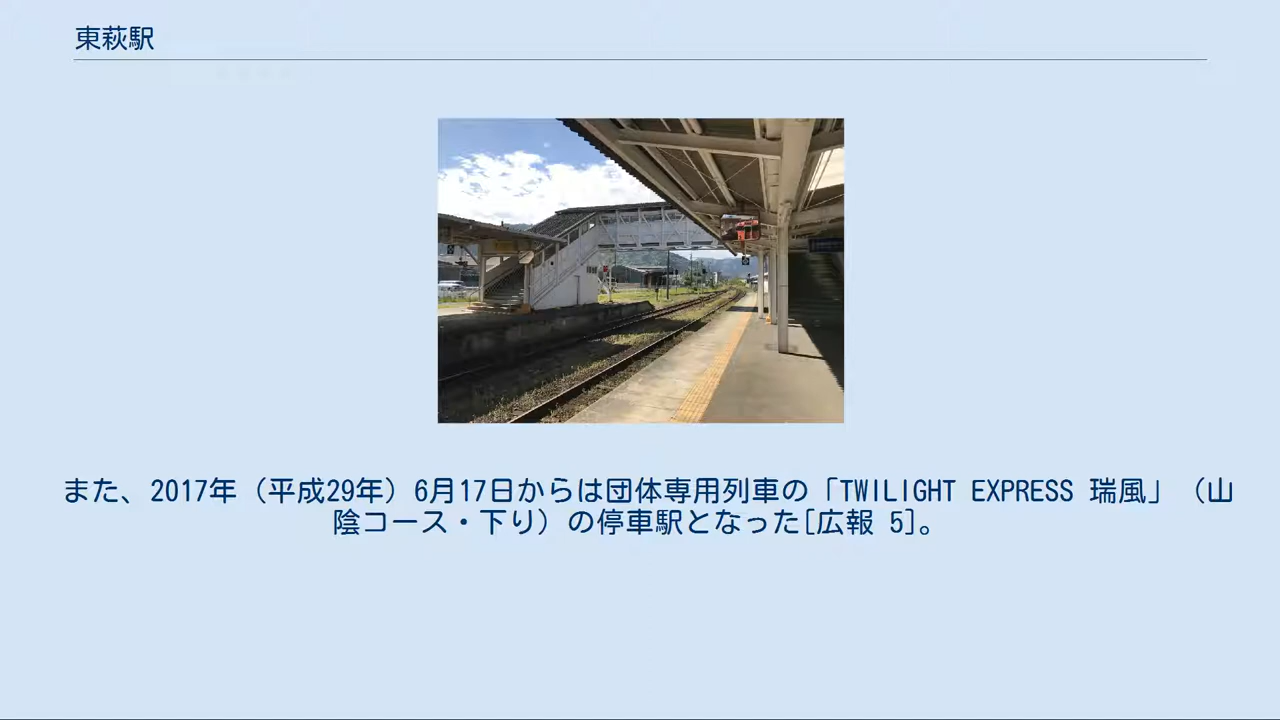 東萩駅
また、2017年（平成29年）6月17日からは団体専用列車の「TWILIGHT EXPRESS 瑞風」（山
陰コース・下り）の停車駅となった[広報 5]。